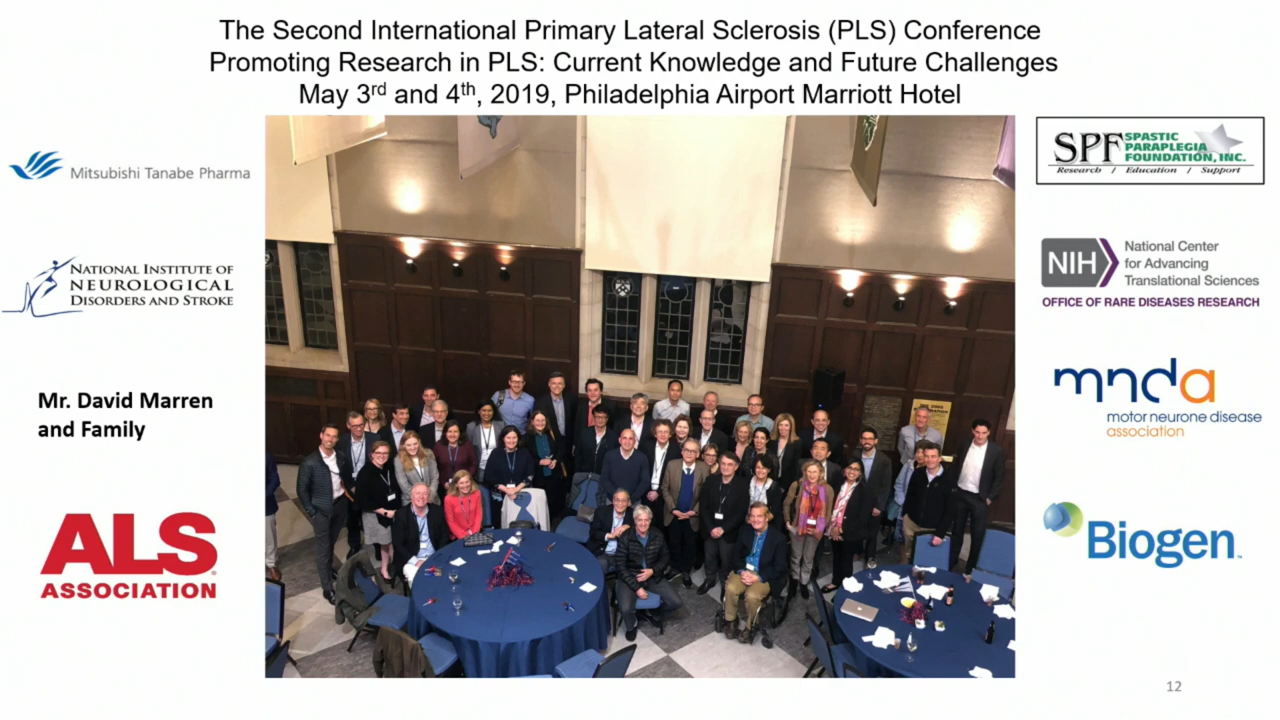 The Second International Primary Lateral Sclerosis (PLS) Conference
Promoting Research in PLS: Current Knowledge and Future Challenges
May 3rd and 4th, 2019, Philadelphia Airport Marriott Hotel
Mitsubishi Tanabe Pharma
NATIONAL INSTITUTE OF
NEUROLOGICAL
DISORDERS AND STROKE
Mr. David Marren
and Family
ALS
ASSOCIATION
SPF SPASTIC
PARAPLEGIA
FOUNDATION, INC.
Research / Education / Support
NIH National Center
for Advancing
Translational Sciences
OFFICE OF RARE DISEASES RESEARCH
mnda
motor neurone disease
association
Biogen
12